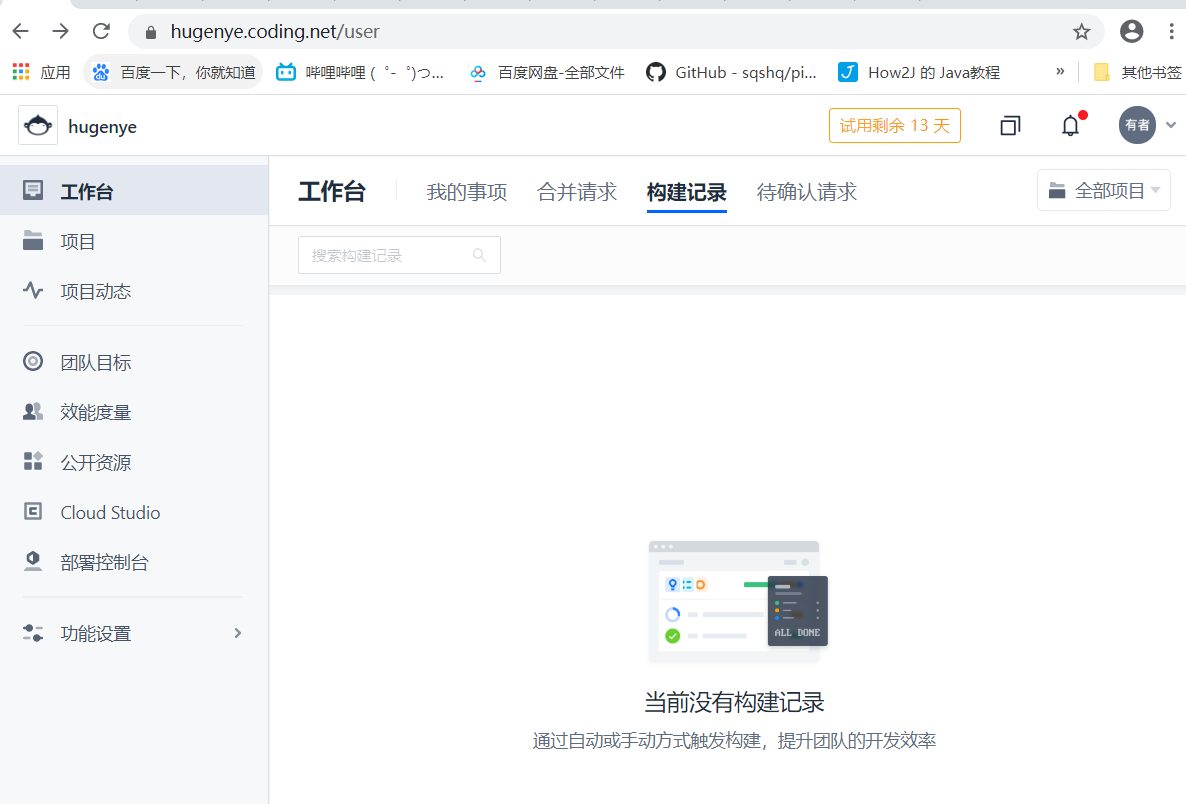 hugenye.coding.net/user
应用 百度一下，你就知道 哔哩哔哩 ( ゜- ゜)つ... 百度网盘-全部文件 GitHub - sqshq/pi... How2J 的 Java教程 » 其他书签
hugenye 试用剩余 13 天 有者
工作台
项目
项目动态
团队目标
效能度量
公开资源
Cloud Studio
部署控制台
功能设置
工作台 我的事项 合并请求 构建记录 待确认请求 全部项目
搜索构建记录
ALL DONE
当前没有构建记录
通过自动或手动方式触发构建，提升团队的开发效率